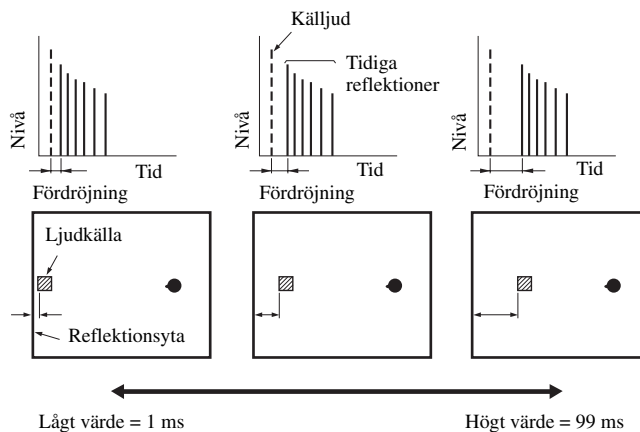 Källjud
Tidiga
reflektioner
Nivå
Tid
Fördröjning
Nivå
Tid
Fördröjning
Nivå
Tid
Fördröjning
Ljudkälla
Reflektionsyta
Lågt värde = 1 ms
Högt värde = 99 ms